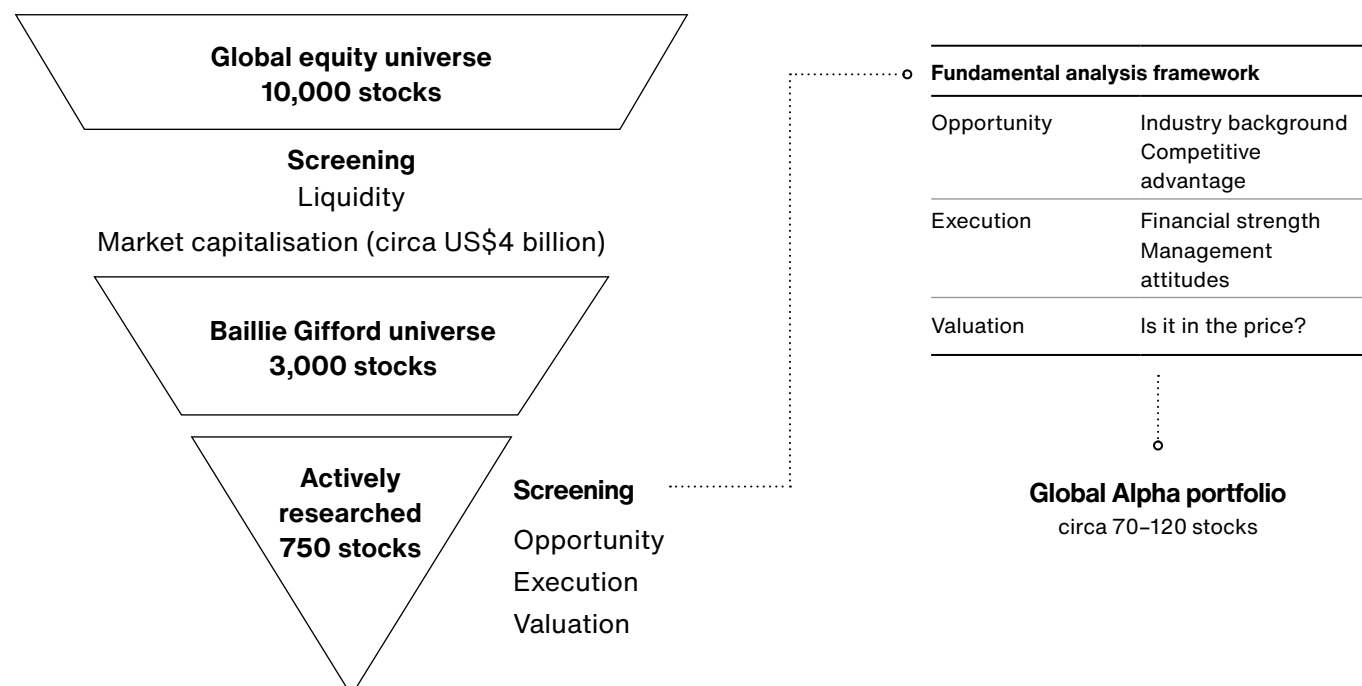 Global equity universe
10,000 stocks
Screening
Liquidity
Market capitalisation (circa US$4 billion)
Baillie Gifford universe
3,000 stocks
Actively
researched
750 stocks
Screening
Opportunity
Execution
Valuation
Fundamental analysis framework
Opportunity
Industry background
Competitive
advantage
Execution
Financial strength
Management
attitudes
Valuation
Is it in the price?
Global Alpha portfolio
circa 70–120 stocks